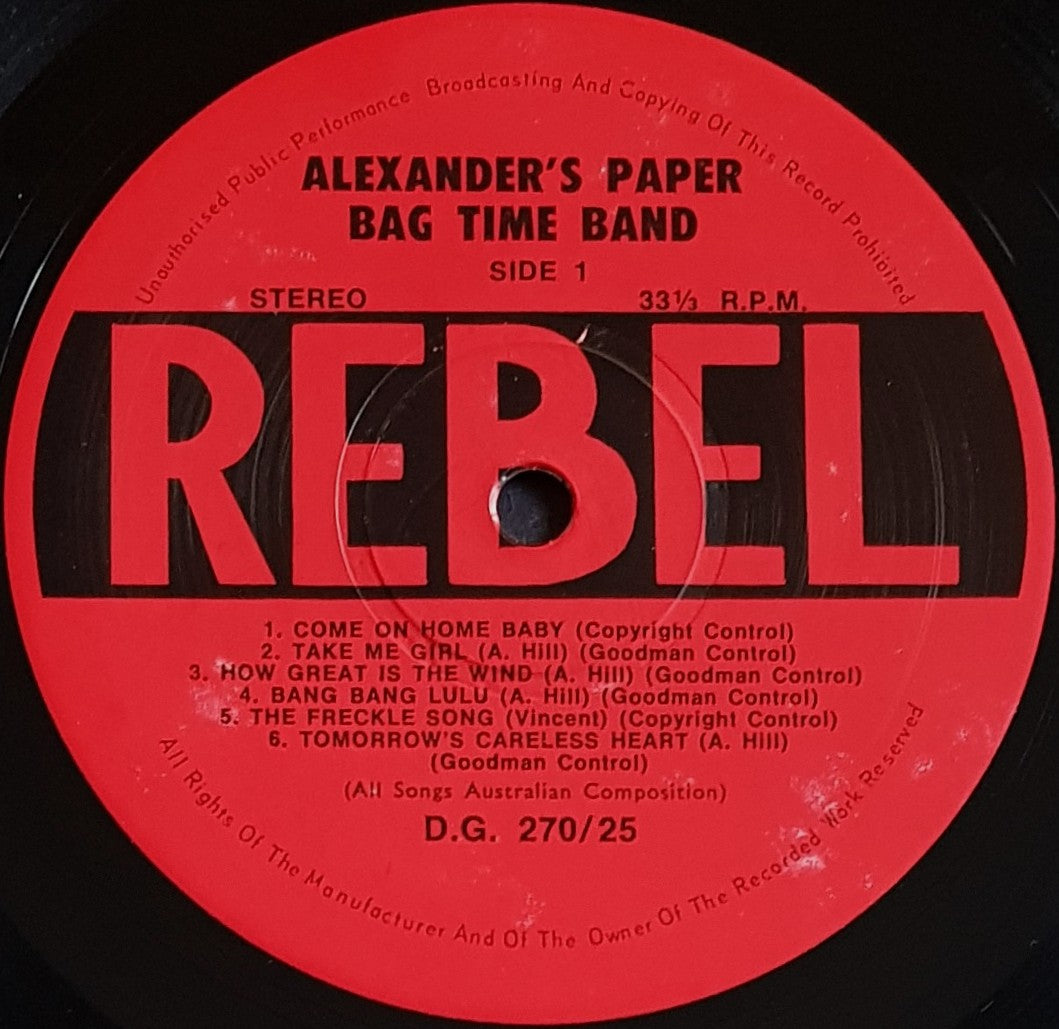 Unauthorised Public Performance Broadcasting And Copying Of This Record Prohibited
ALEXANDER'S PAPER
BAG TIME BAND
SIDE 1
STEREO 33⅓ R.P.M.
REBEL
1. COME ON HOME BABY (Copyright Control)
2. TAKE ME GIRL (A. Hill) (Goodman Control)
3. HOW GREAT IS THE WIND (A. Hill) (Goodman Control)
4. BANG BANG LULU (A. Hill) (Goodman Control)
5. THE FRECKLE SONG (Vincent) (Copyright Control)
6. TOMORROW'S CARELESS HEART (A. Hill)
(Goodman Control)
(All Songs Australian Composition)
D.G. 270/25
All Rights Of The Manufacturer And Of The Owner Of The Recorded Work Reserved